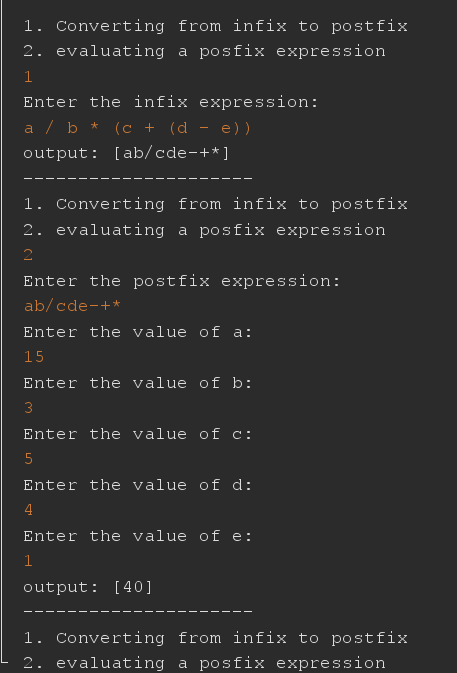 1. Converting from infix to postfix
2. evaluating a posfix expression
1
Enter the infix expression:
a / b * (c + (d - e))
output: [ab/cde-+*]
---------------------
1. Converting from infix to postfix
2. evaluating a posfix expression
2
Enter the postfix expression:
ab/cde-+*
Enter the value of a:
15
Enter the value of b:
3
Enter the value of c:
5
Enter the value of d:
4
Enter the value of e:
1
output: [40]
---------------------
1. Converting from infix to postfix
2. evaluating a posfix expression